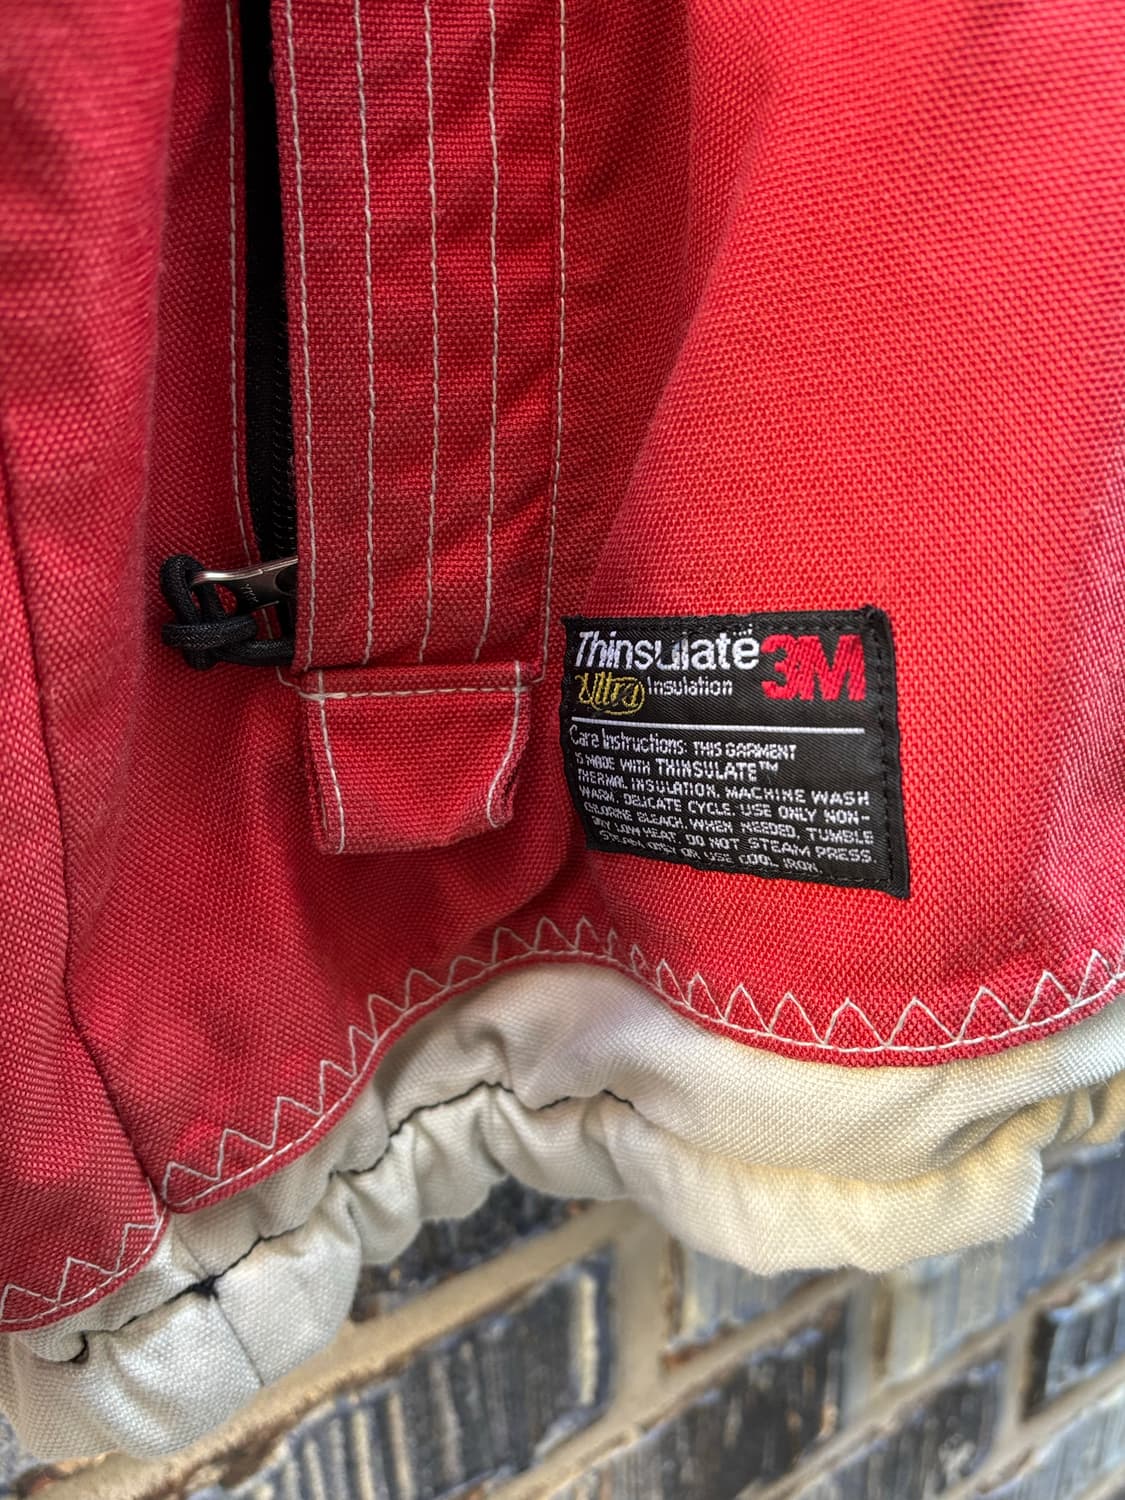 Thinsulate™ 3M
Ultra Insulation
Care Instructions: THIS GARMENT
IS MADE WITH THINSULATE™
THERMAL INSULATION. MACHINE WASH
WARM, DELICATE CYCLE. USE ONLY NON-
CHLORINE BLEACH, WHEN NEEDED, TUMBLE
DRY LOW HEAT. DO NOT STEAM PRESS.
STEAM ONLY OR USE COOL IRON.